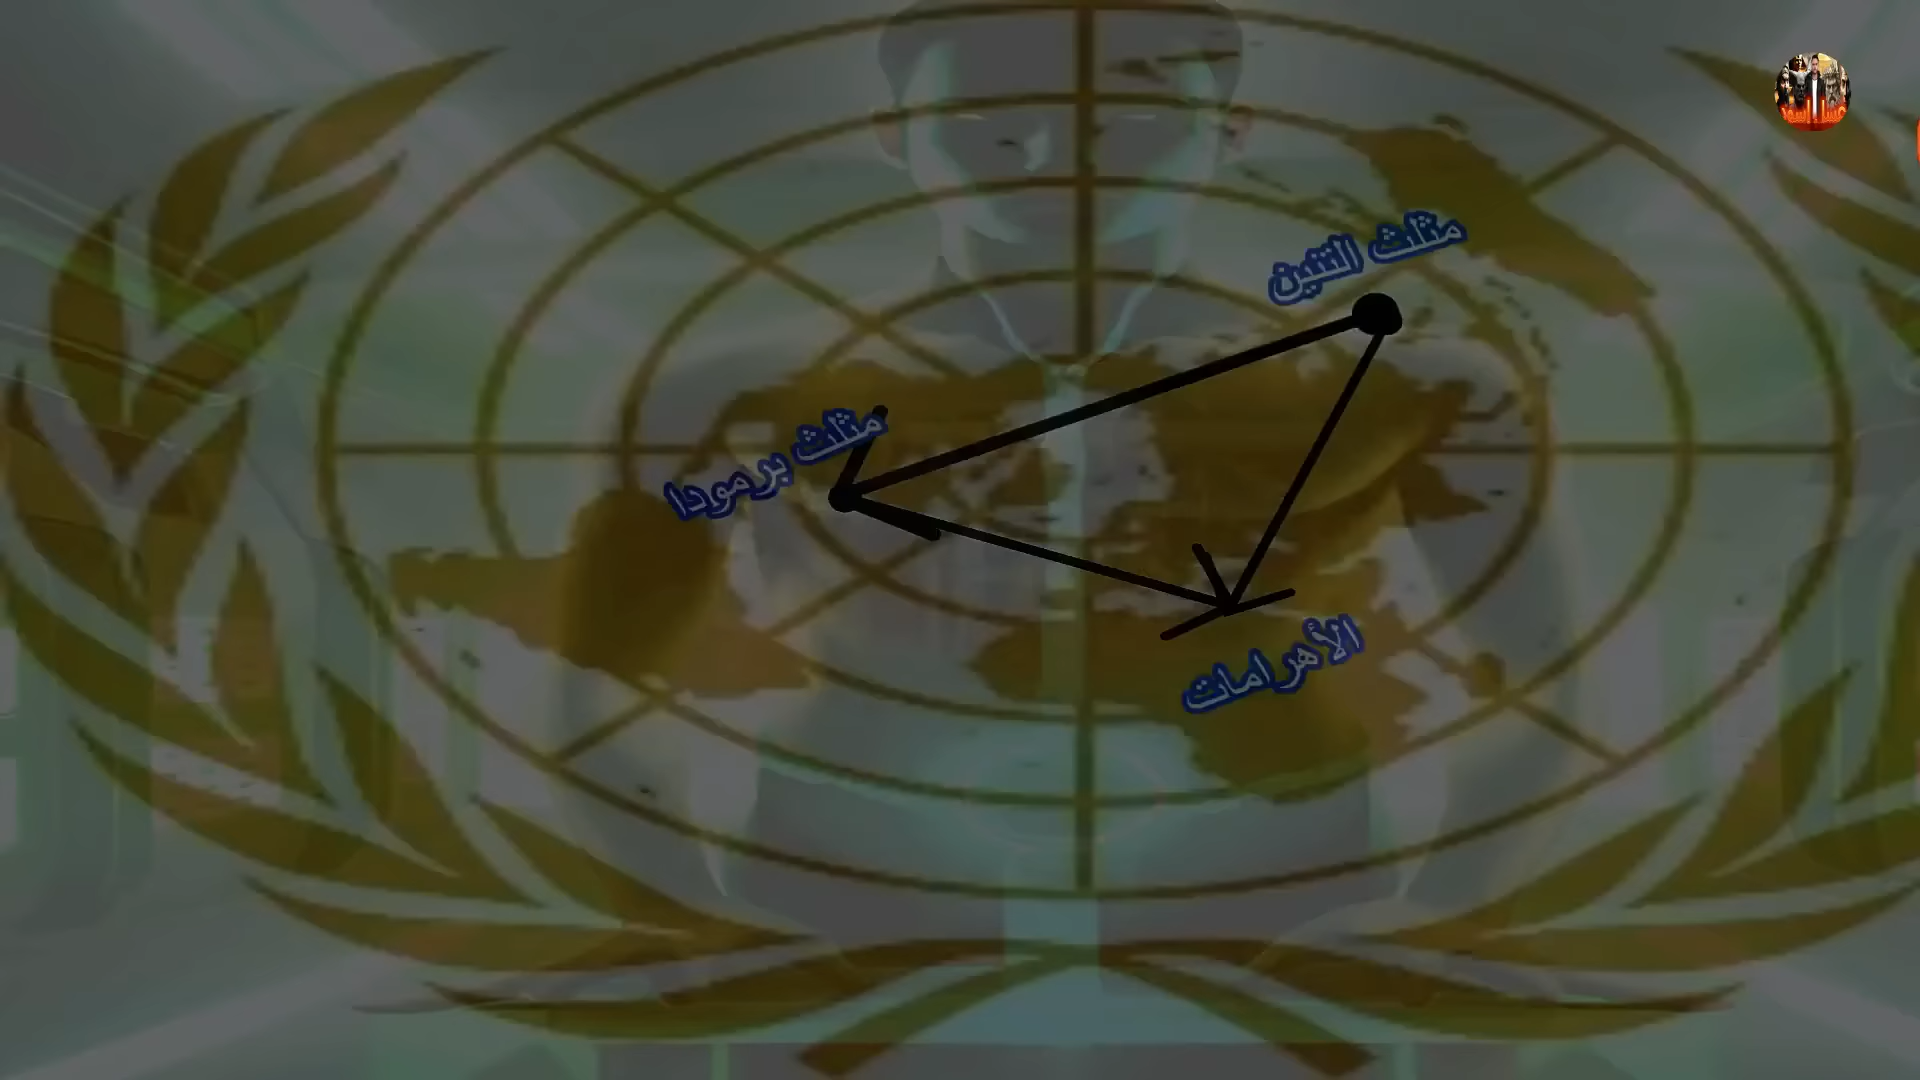 مثلث التنين
مثلث برمودا
الأهرامات